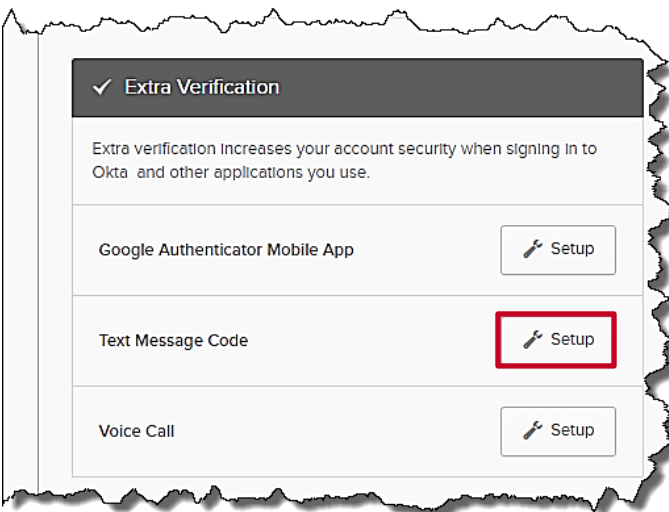 Extra Verification
Extra verification increases your account security when signing in to
Okta and other applications you use.
Google Authenticator Mobile App
Setup
Text Message Code
Setup
Voice Call
Setup